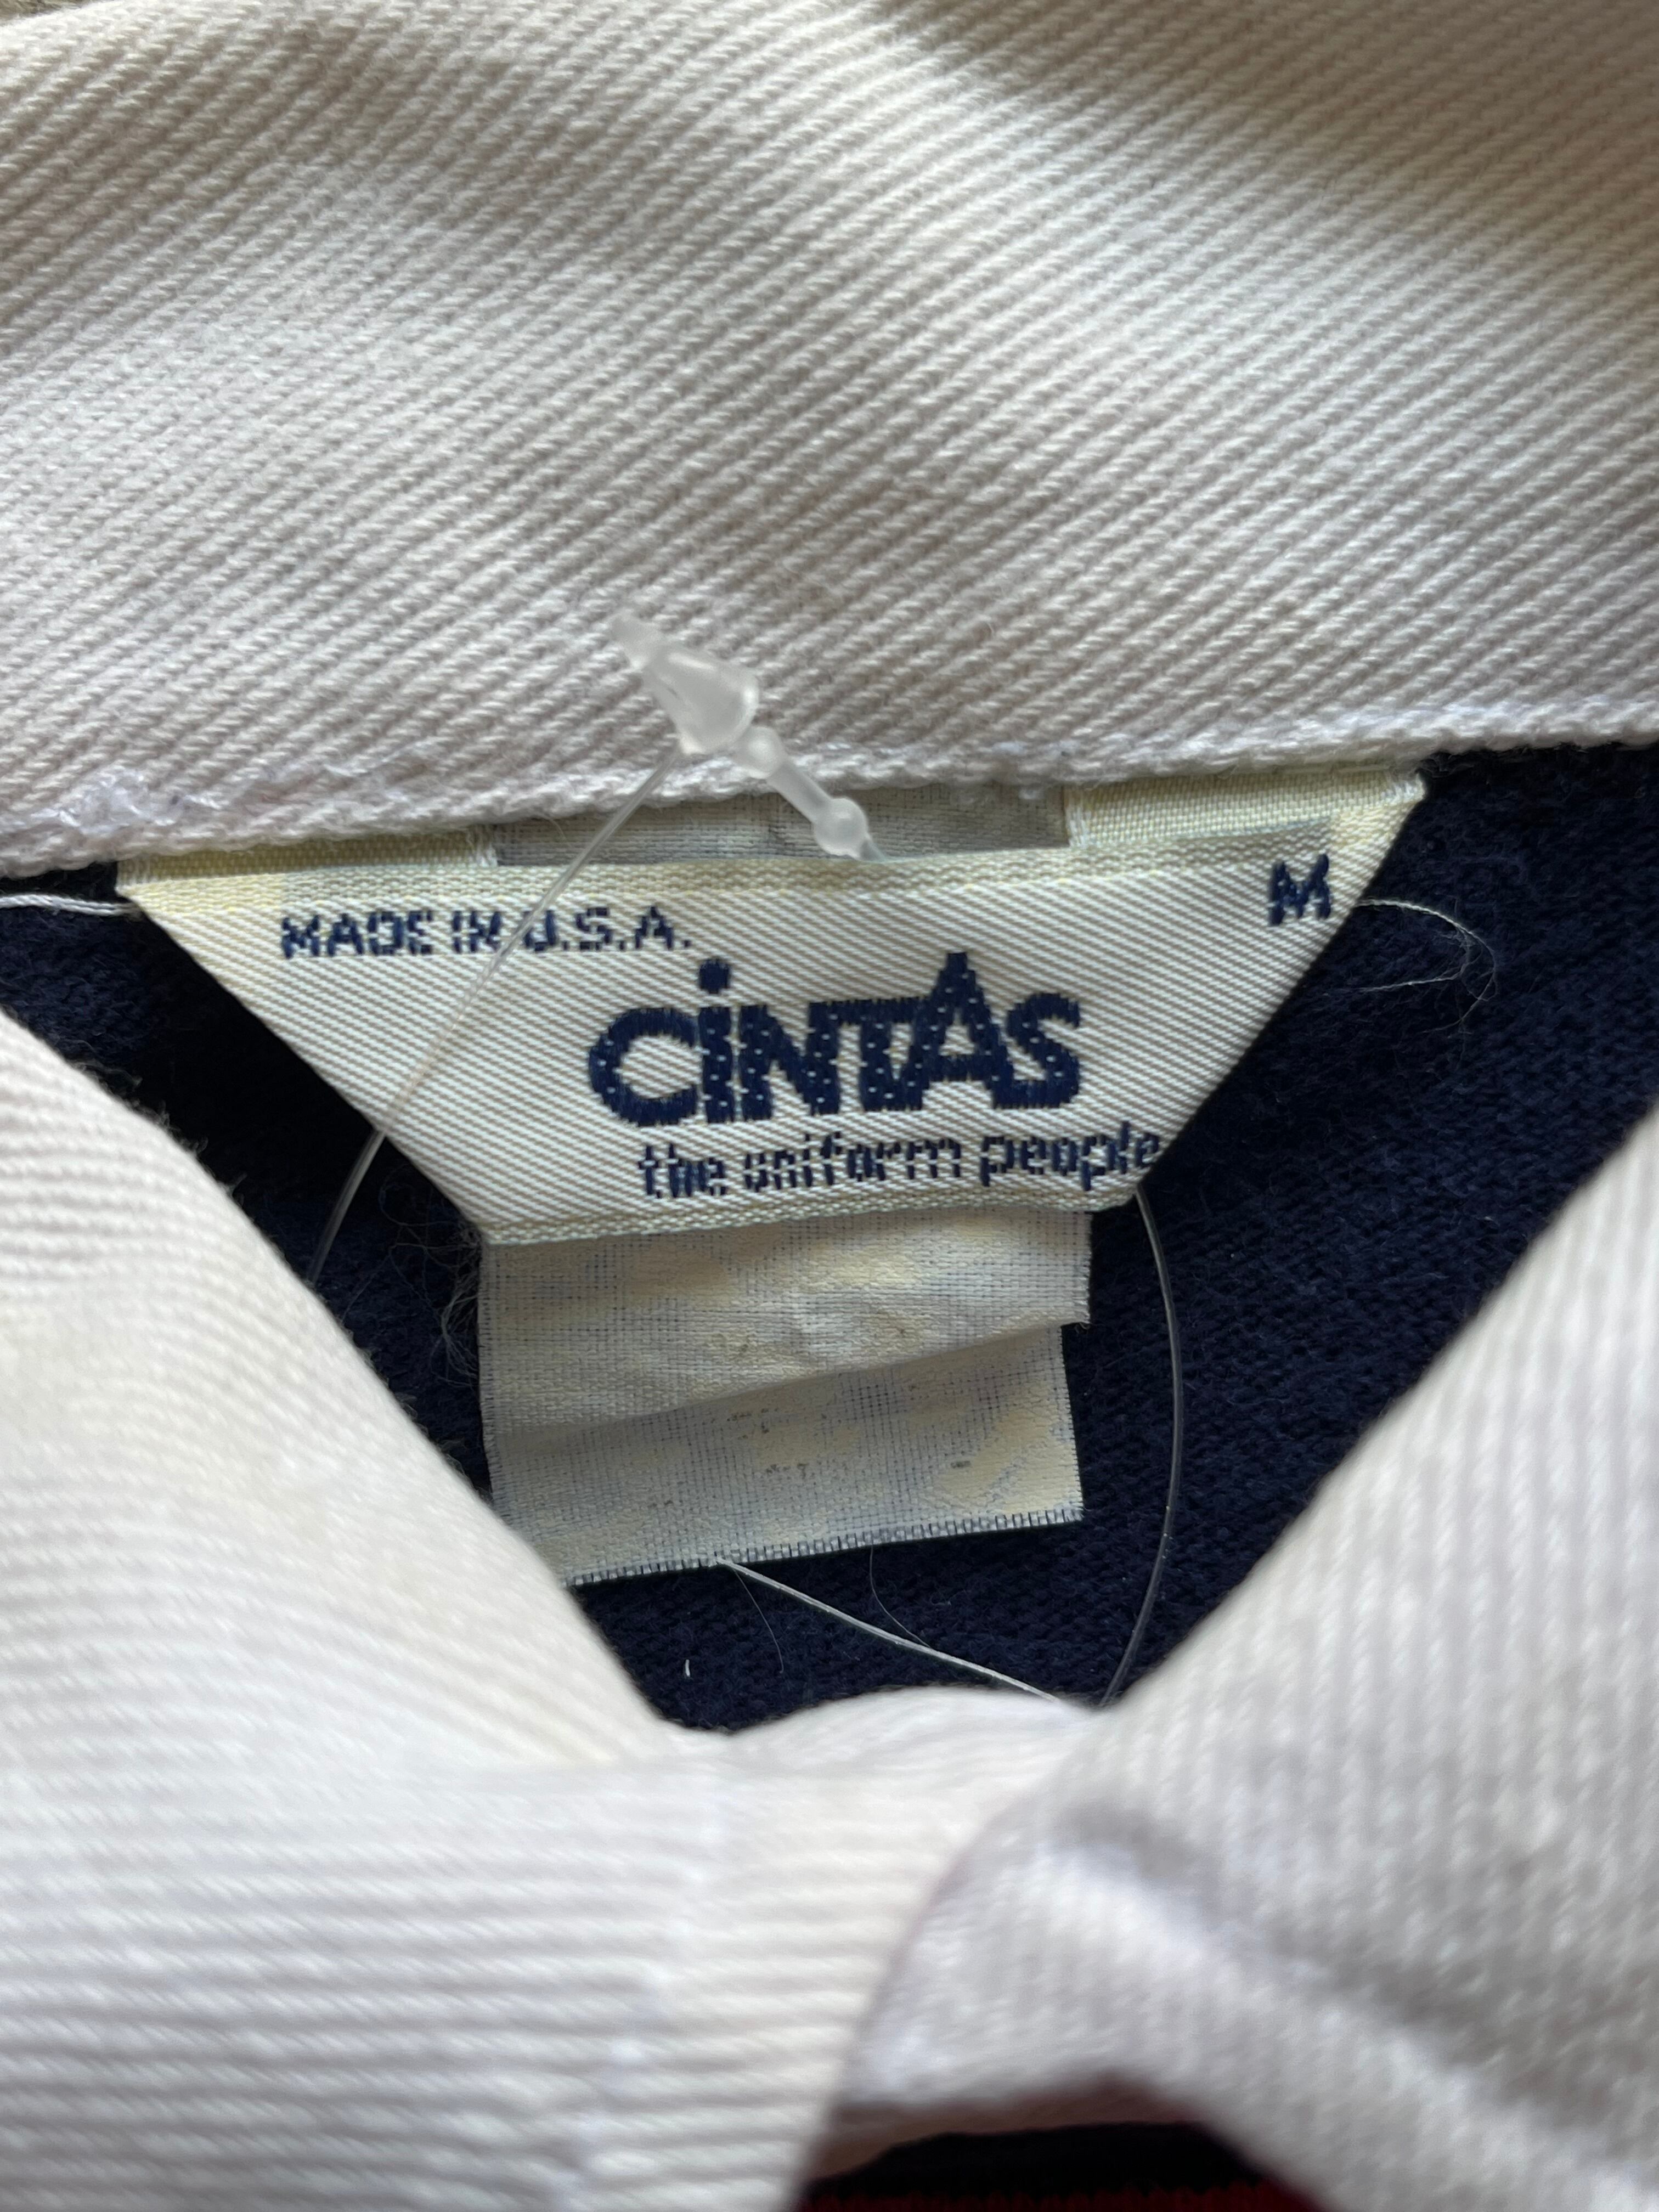 MADE IN U.S.A.
M
CiNTAS
the uniform people